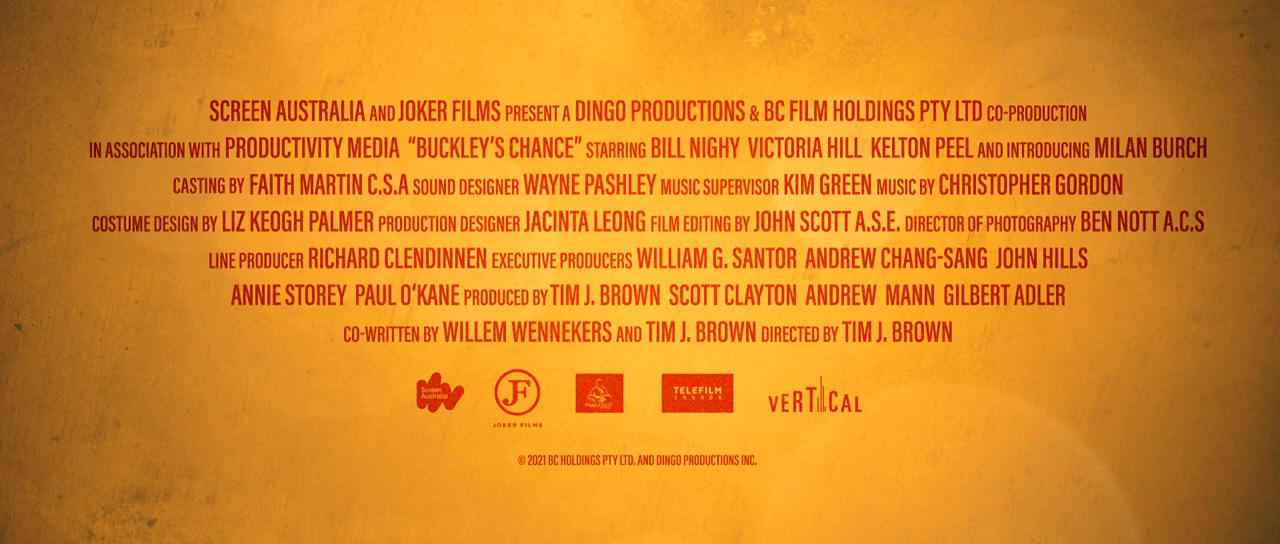 SCREEN AUSTRALIA AND JOKER FILMS PRESENT A DINGO PRODUCTIONS & BC FILM HOLDINGS PTY LTD CO-PRODUCTION
IN ASSOCIATION WITH PRODUCTIVITY MEDIA "BUCKLEY'S CHANCE" STARRING BILL NIGHY VICTORIA HILL KELTON PEEL AND INTRODUCING MILAN BURCH
CASTING BY FAITH MARTIN C.S.A SOUND DESIGNER WAYNE PASHLEY MUSIC SUPERVISOR KIM GREEN MUSIC BY CHRISTOPHER GORDON
COSTUME DESIGN BY LIZ KEOGH PALMER PRODUCTION DESIGNER JACINTA LEONG FILM EDITING BY JOHN SCOTT A.S.E. DIRECTOR OF PHOTOGRAPHY BEN NOTT A.C.S
LINE PRODUCER RICHARD CLENDINNEN EXECUTIVE PRODUCERS WILLIAM G. SANTOR ANDREW CHANG-SANG JOHN HILLS
ANNIE STOREY PAUL O'KANE PRODUCED BY TIM J. BROWN SCOTT CLAYTON ANDREW MANN GILBERT ADLER
CO-WRITTEN BY WILLEM WENNEKERS AND TIM J. BROWN DIRECTED BY TIM J. BROWN
Screen
Australia
JF
JOKER FILMS
TELEFILM
CANADA
VERTICAL
© 2021 BC HOLDINGS PTY LTD. AND DINGO PRODUCTIONS INC.